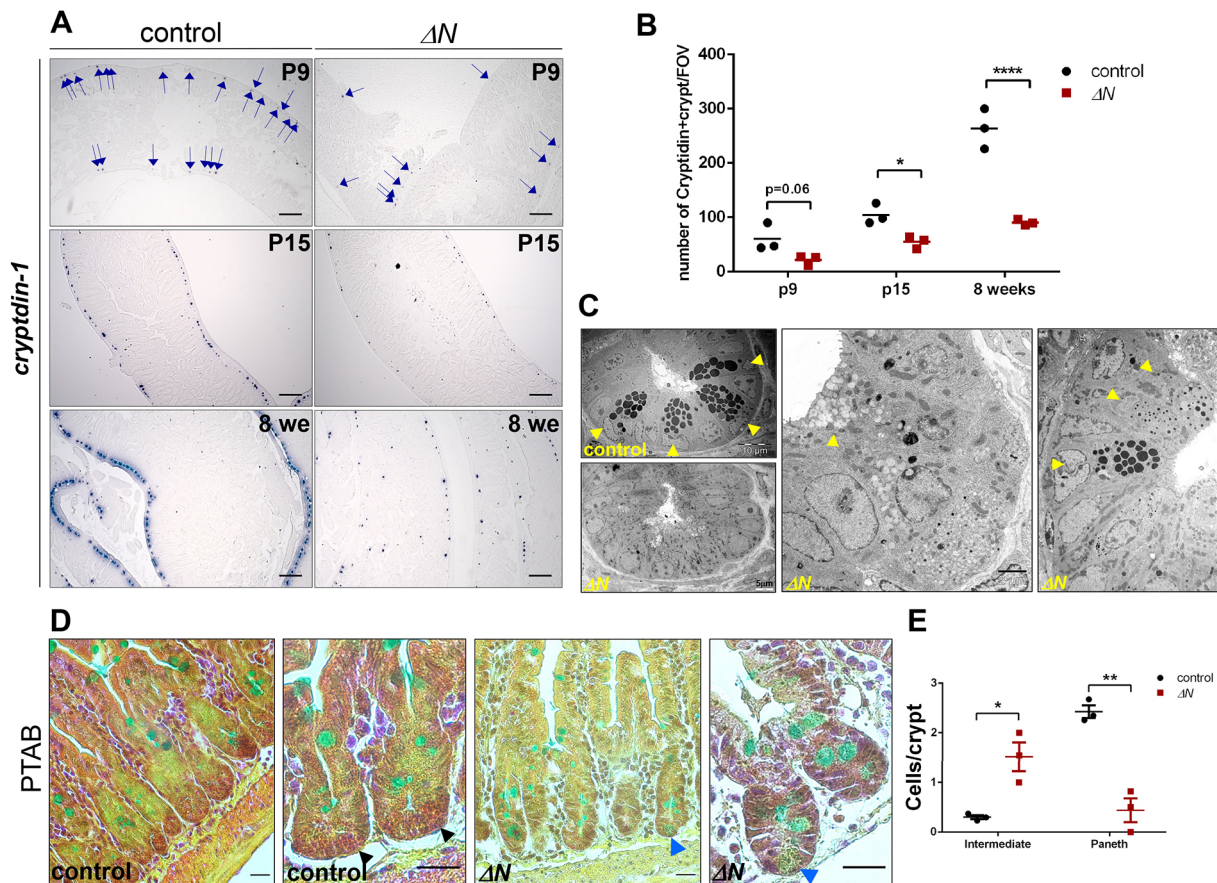 A
control
ΔN
cryptdin-1
P9
P9
P15
P15
8 we
8 we
B
number of Cryptidin+crypt/FOV
400
300
200
100
0
p=0.06
*
****
p9
p15
8 weeks
control
ΔN
C
control
10 µm
ΔN
5µm
ΔN
ΔN
D
PTAB
control
control
ΔN
ΔN
E
Cells/crypt
3
2
1
0
*
**
Intermediate
Paneth
control
ΔN